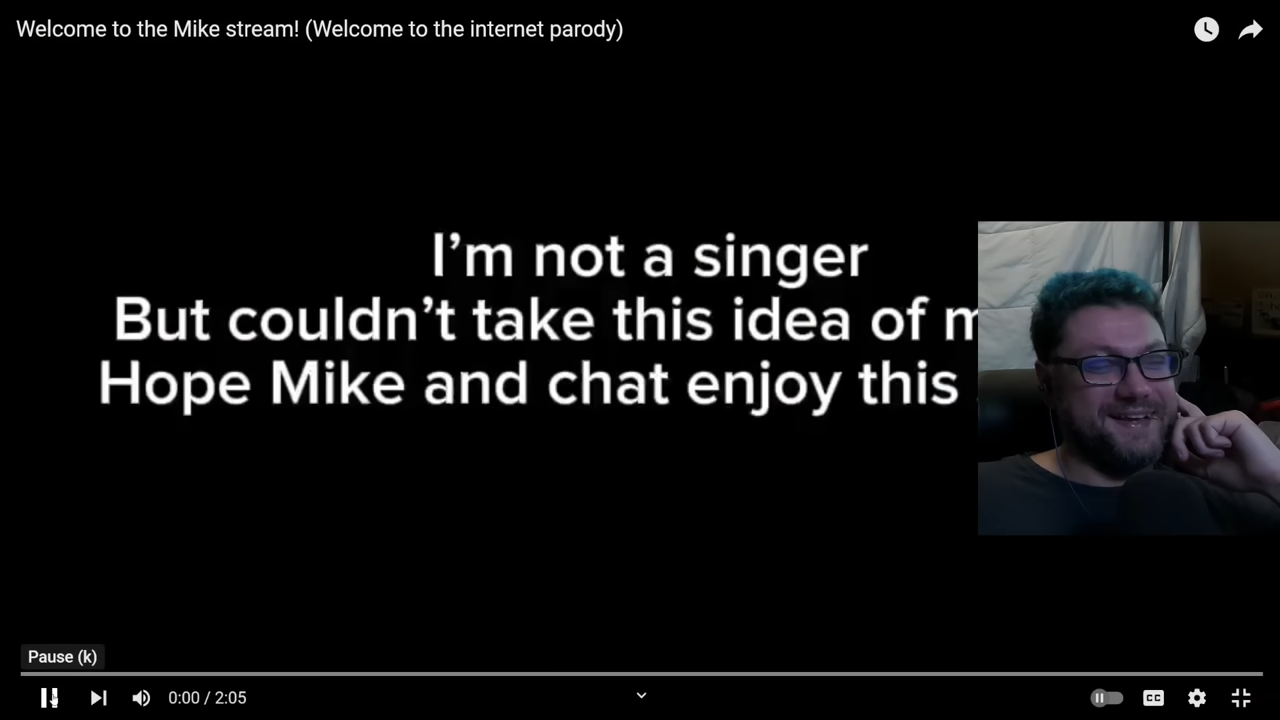 Welcome to the Mike stream! (Welcome to the internet parody)
I’m not a singer
But couldn’t take this idea of
Hope Mike and chat enjoy this
Pause (k)
0:00 / 2:05
CC